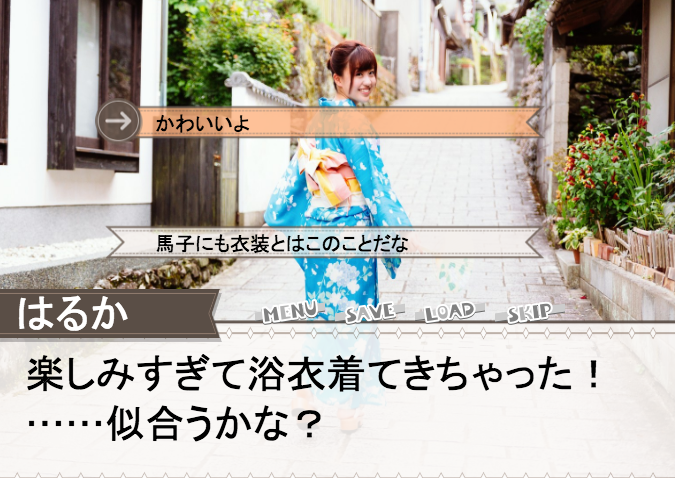 かわいいよ
馬子にも衣装とはこのことだな
はるか
MENU SAVE LOAD SKIP
楽しみすぎて浴衣着てきちゃった！
……似合うかな？